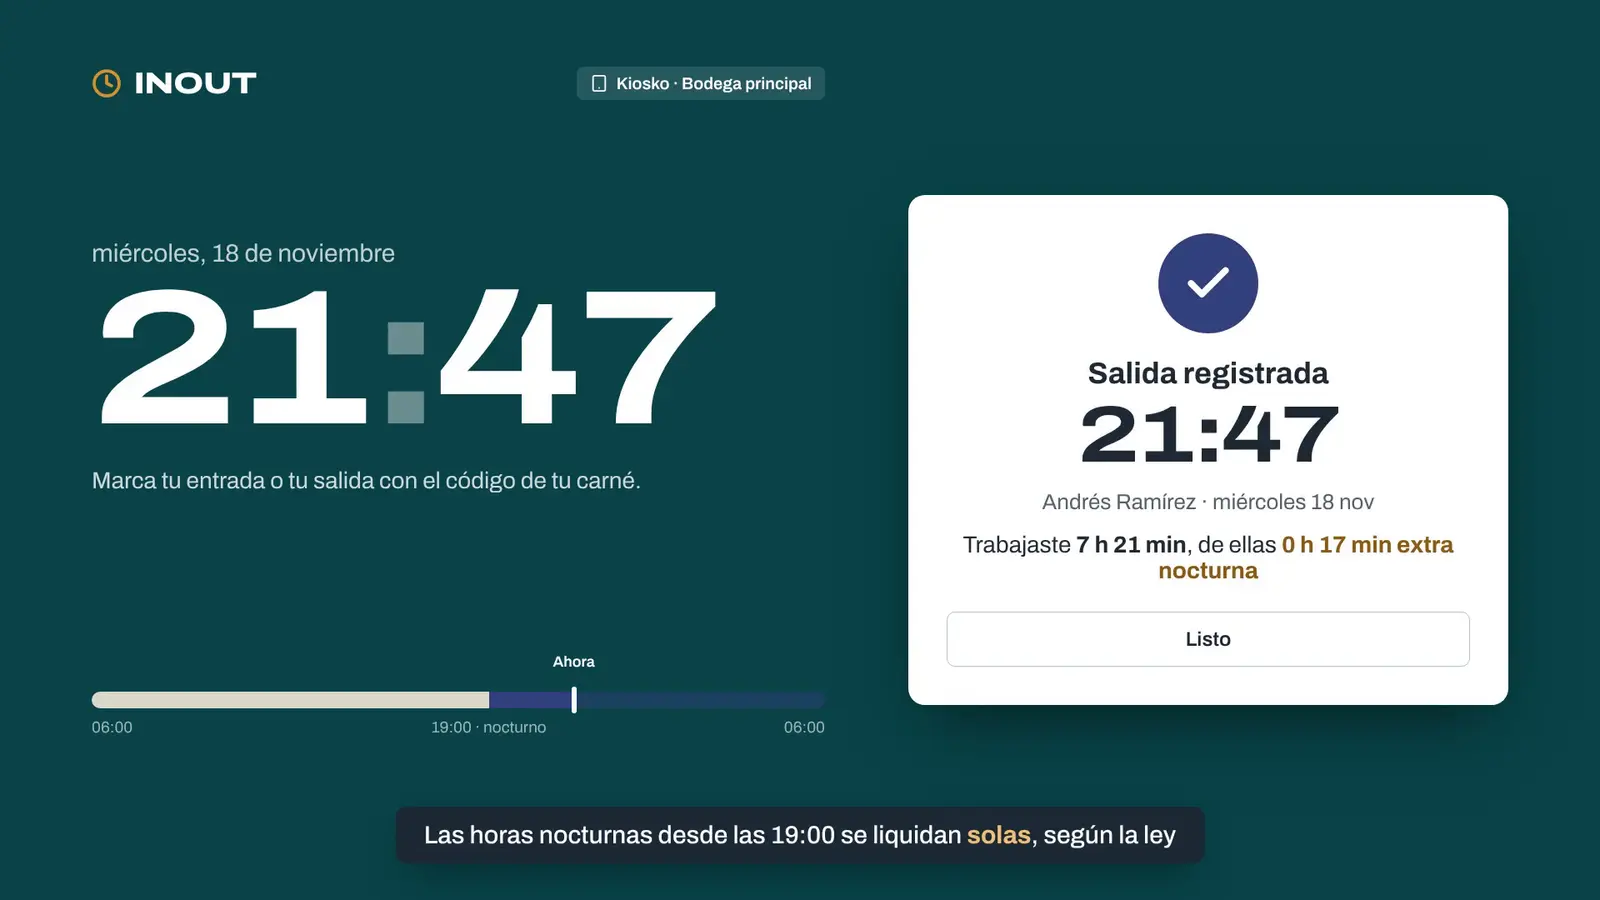 INOUT
Kiosko · Bodega principal
miércoles, 18 de noviembre
21:47
Marca tu entrada o tu salida con el código de tu carné.
Ahora
06:00
19:00 · nocturno
06:00
Salida registrada
21:47
Andrés Ramírez · miércoles 18 nov
Trabajaste 7 h 21 min, de ellas 0 h 17 min extra
nocturna
Listo
Las horas nocturnas desde las 19:00 se liquidan solas, según la ley